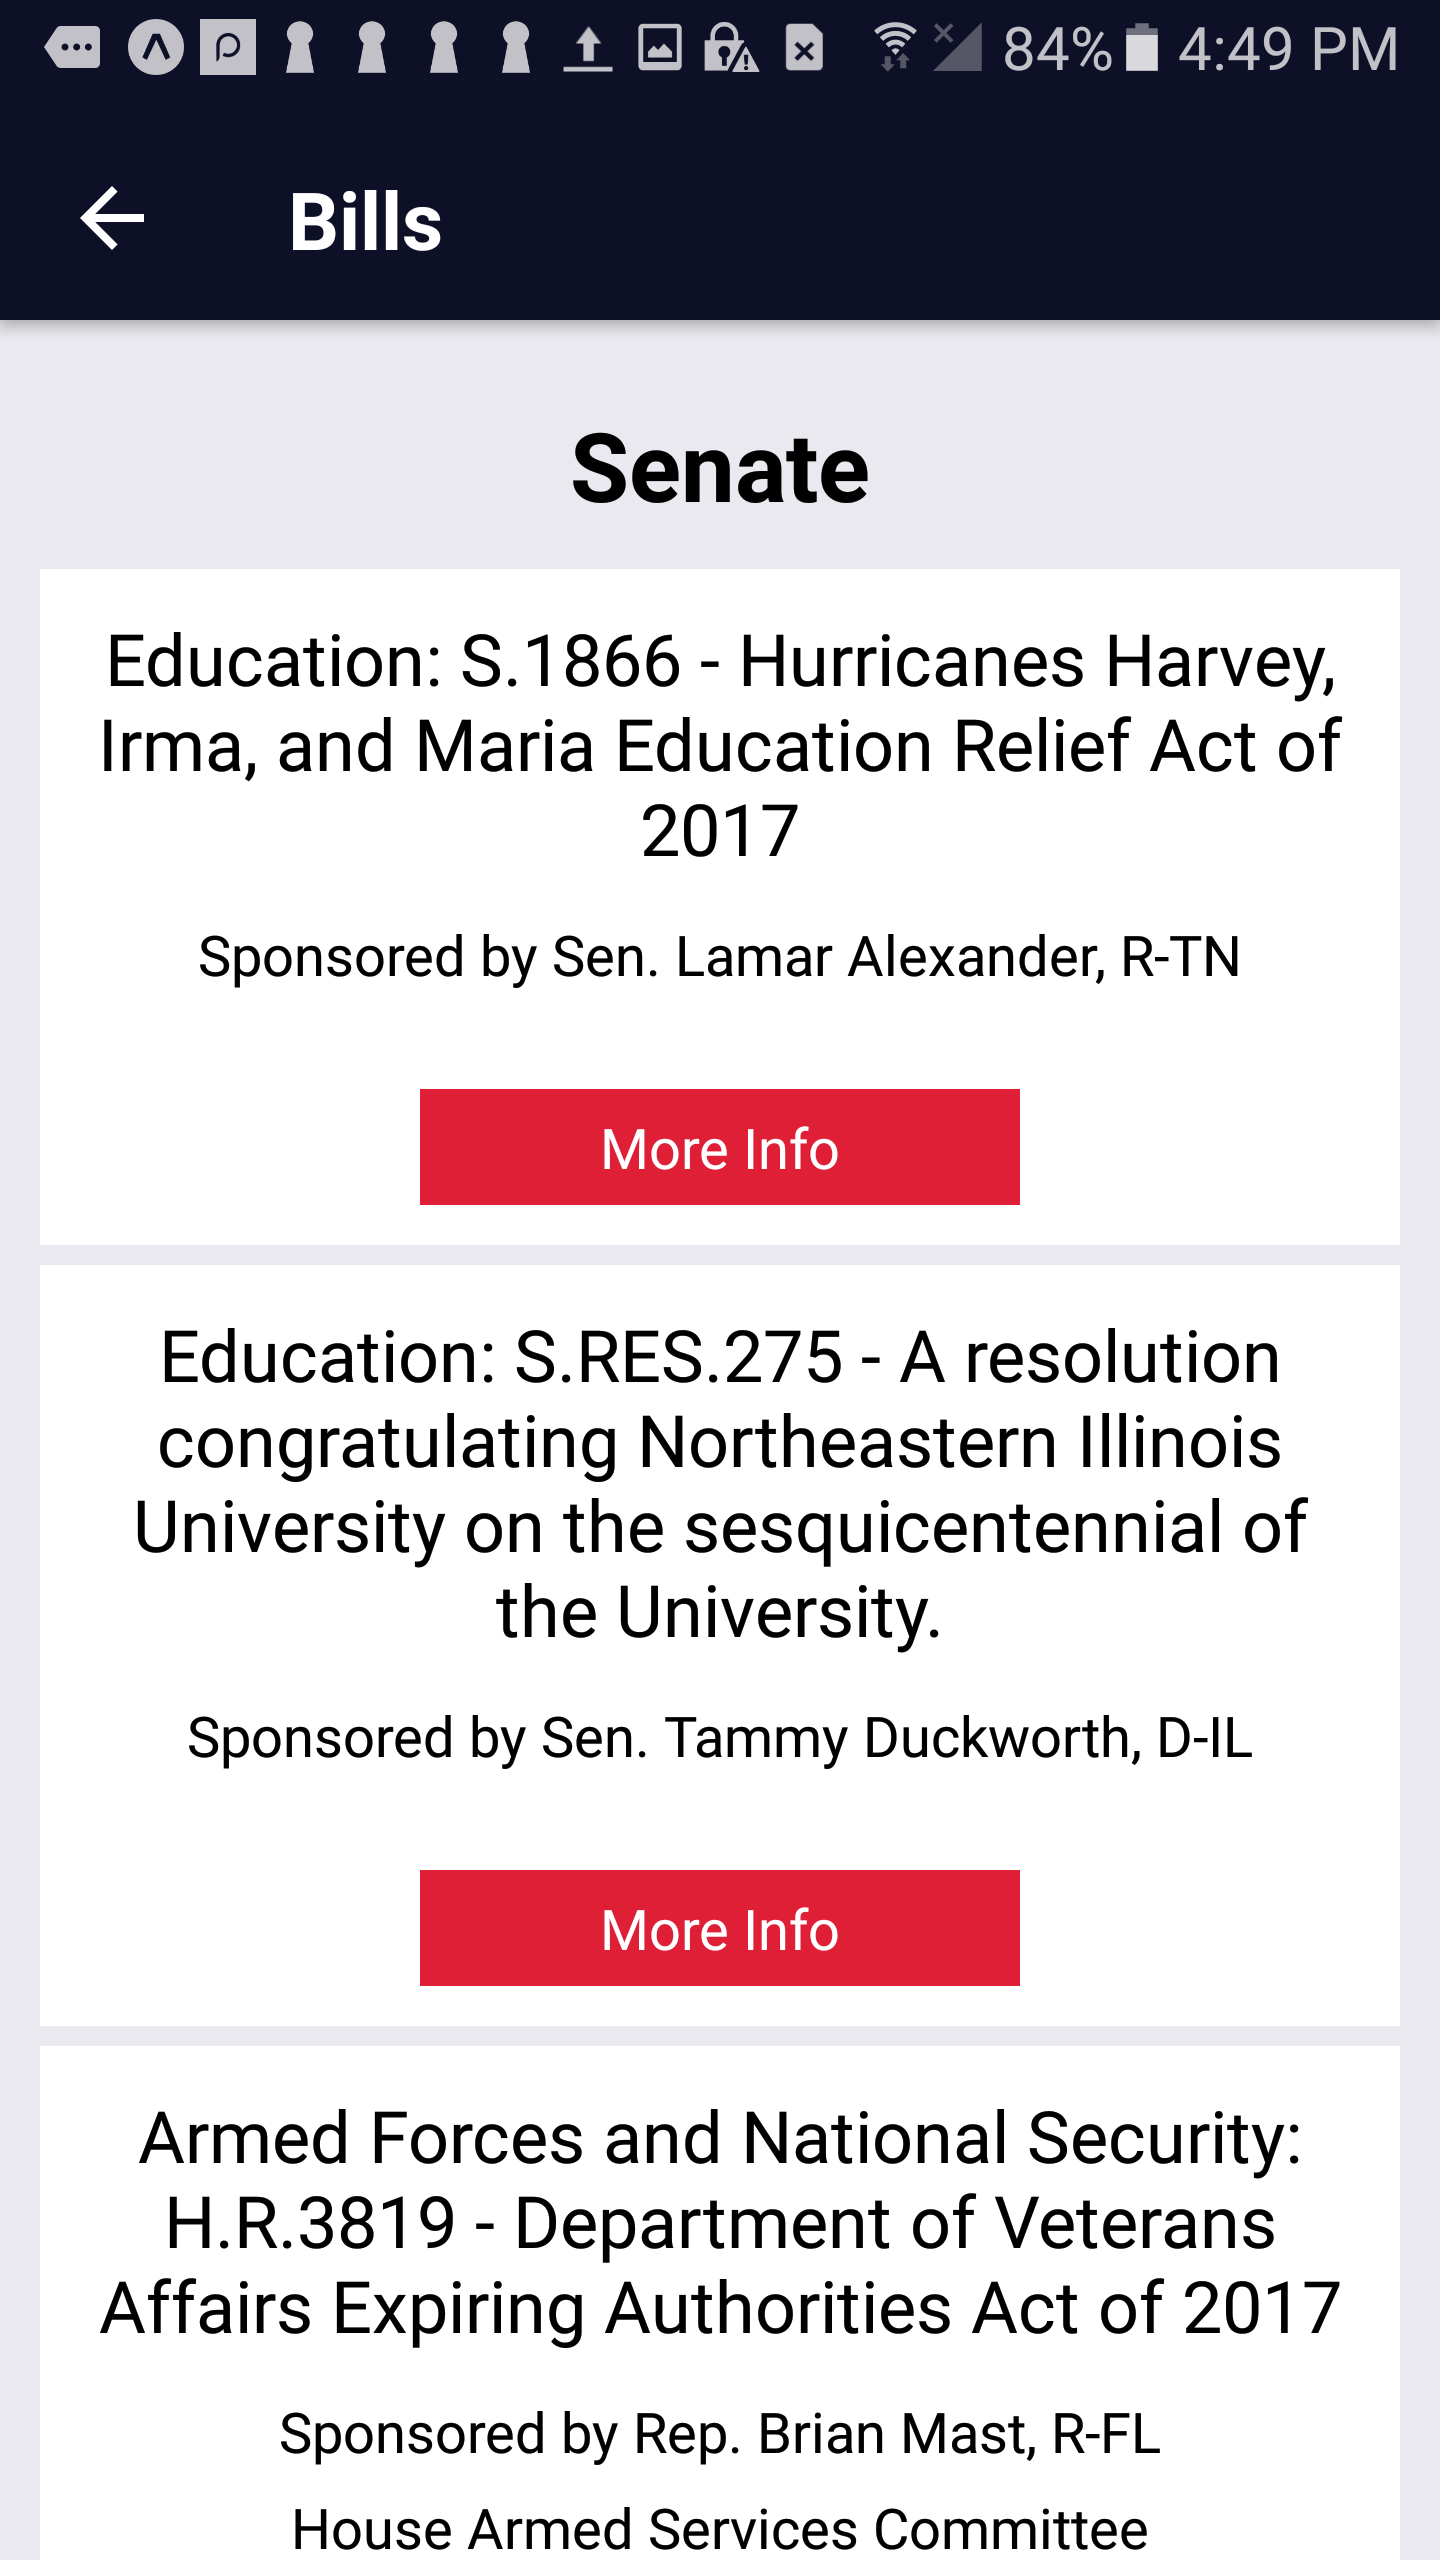 84% 4:49 PM
Bills
Senate
Education: S.1866 - Hurricanes Harvey,
Irma, and Maria Education Relief Act of
2017
Sponsored by Sen. Lamar Alexander, R-TN
More Info
Education: S.RES.275 - A resolution
congratulating Northeastern Illinois
University on the sesquicentennial of
the University.
Sponsored by Sen. Tammy Duckworth, D-IL
More Info
Armed Forces and National Security:
H.R.3819 - Department of Veterans
Affairs Expiring Authorities Act of 2017
Sponsored by Rep. Brian Mast, R-FL
House Armed Services Committee